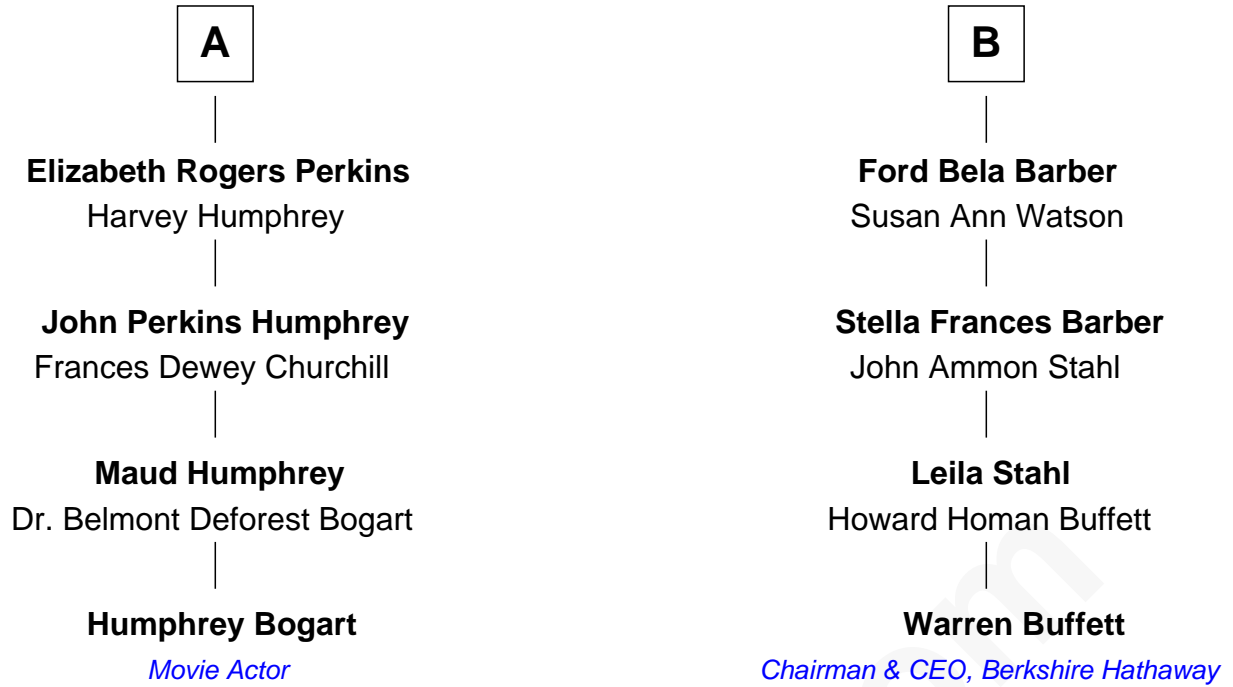 A
Elizabeth Rogers Perkins
Harvey Humphrey
John Perkins Humphrey
Frances Dewey Churchill
Maud Humphrey
Dr. Belmont Deforest Bogart
Humphrey Bogart
Movie Actor
B
Ford Bela Barber
Susan Ann Watson
Stella Frances Barber
John Ammon Stahl
Leila Stahl
Howard Homan Buffett
Warren Buffett
Chairman & CEO, Berkshire Hathaway